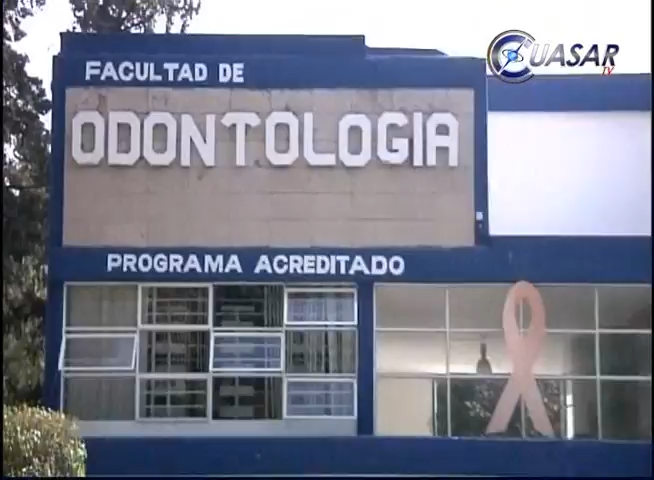 CUASAR
TV
FACULTAD DE
ODONTOLOGIA
PROGRAMA ACREDITADO